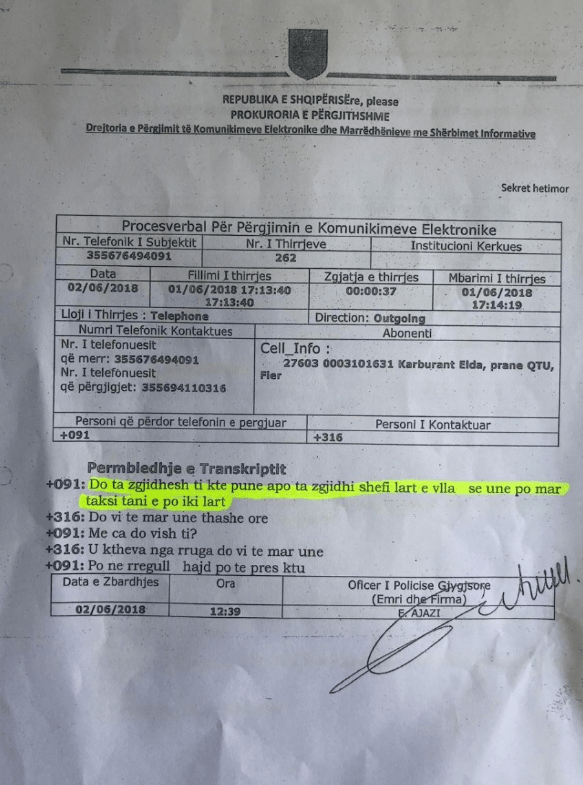 REPUBLIKA E SHQIPËRISËre, please
PROKURORIA E PËRGJITHSHME
Drejtoria e Përgjimit të Komunikimeve Elektronike dhe Marrëdhënieve me Shërbimet Informative
Sekret hetimor
Procesverbal Për Përgjimin e Komunikimeve Elektronike
Nr. Telefonik I Subjektit Nr. I Thrrjeve Institucioni Kerkues
355676494091 262
Data Fillimi I thirrjes Zgjatja e thirrjes Mbarimi I thirrjes
02/06/2018 01/06/2018 17:13:40 00:00:37 01/06/2018
17:13:40 17:14:19
Lloji i Thirrjes : Telephone Direction: Outgoing
Numri Telefonik Kontaktues Abonenti
Nr. I telefonuesit
që merr: 355676494091
Nr. I telefonuesit
që përgjigjet: 355694110316
Cell_Info :
27603 0003101631 Karburant Elda, prane QTU,
Fier
Personi që përdor telefonin e pergjuar Personi I Kontaktuar
+091 +316
Permbledhje e Transkriptit
+091: Do ta zgjidhesh ti kte pune apo ta zgjidhi shefi lart e vlla se une po mar
taksi tani e po iki lart
+316: Do vi te mar une thashe ore
+091: Me ca do vish ti?
+316: U ktheva nga rruga do vi te mar une
+091: Po ne rregull hajd po te pres ktu
Data e Zbardhjes Ora Oficer I Policise Gjyqsore
(Emri dhe Firma)
02/06/2018 12:39 E. AJAZI